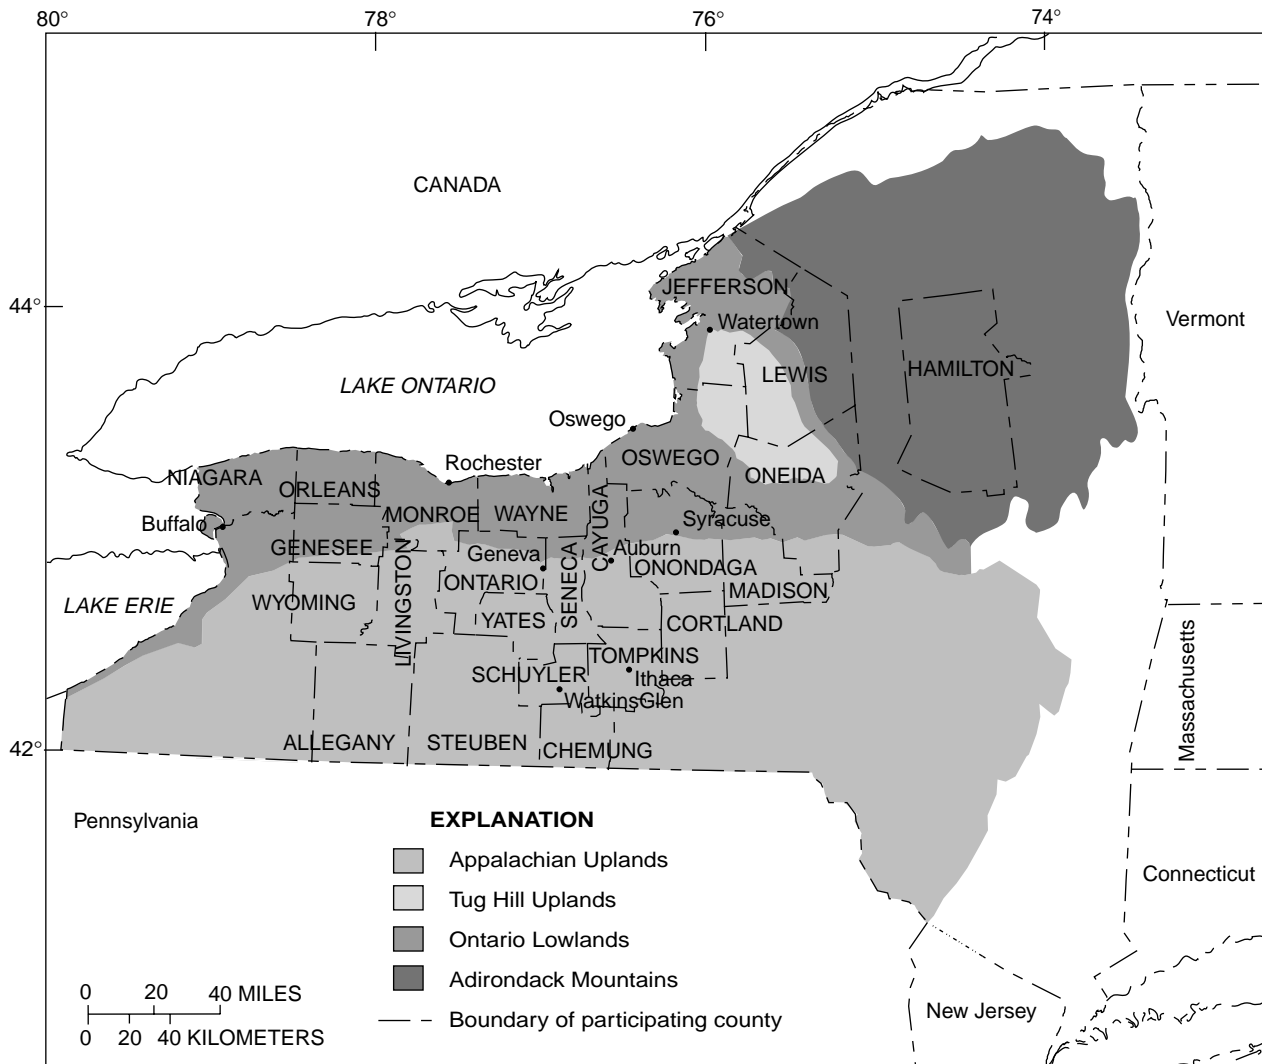 80°
78°
76°
74°
CANADA
44°
JEFFERSON
Watertown
Vermont
LAKE ONTARIO
LEWIS
HAMILTON
Oswego
Rochester
OSWEGO
NIAGARA
ORLEANS
ONEIDA
MONROE
WAYNE
CAYUGA
Buffalo
Syracuse
GENESEE
Geneva
Auburn
LIVINGSTON
ONTARIO
SENECA
ONONDAGA
MADISON
LAKE ERIE
WYOMING
YATES
CORTLAND
TOMPKINS
SCHUYLER
Ithaca
WatkinsGlen
Massachusetts
42°
ALLEGANY
STEUBEN
CHEMUNG
Pennsylvania
EXPLANATION
Appalachian Uplands
Tug Hill Uplands
Ontario Lowlands
Adirondack Mountains
Boundary of participating county
Connecticut
New Jersey
0 20 40 MILES
0 20 40 KILOMETERS